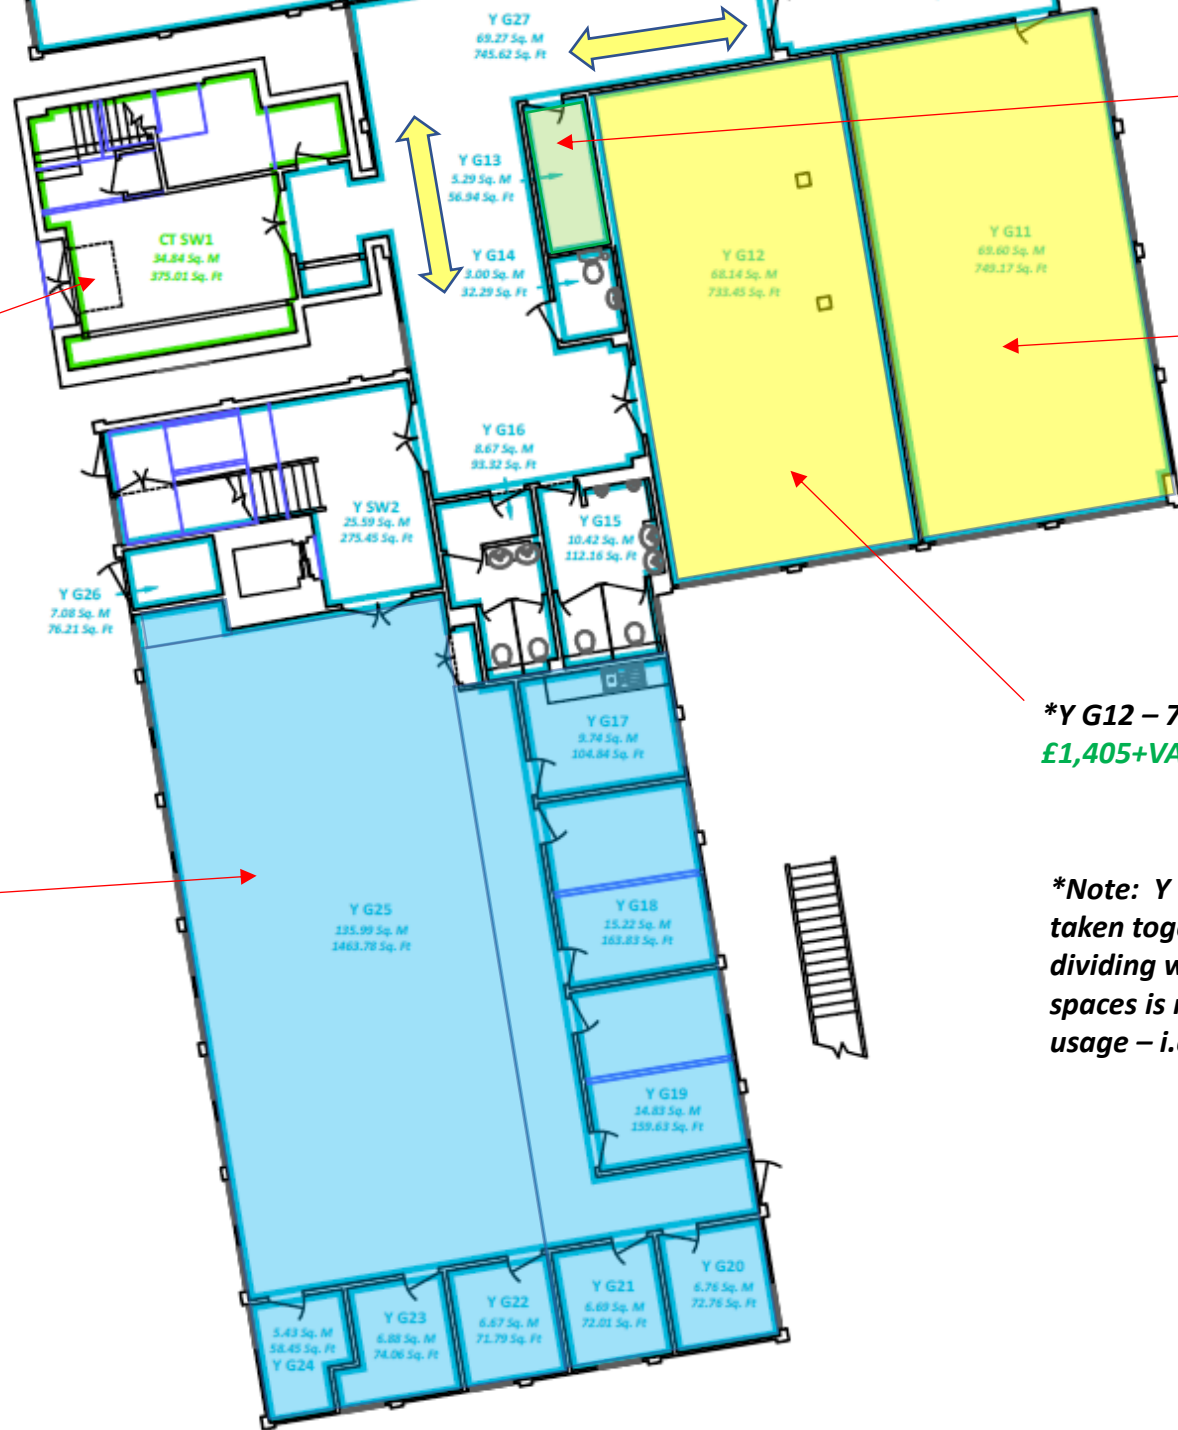 Y G27
69.27 Sq. M
745.62 Sq. Ft
Y G13
5.29 Sq. M
56.94 Sq. Ft
Y G14
3.00 Sq. M
32.29 Sq. Ft
CT SW1
34.84 Sq. M
375.01 Sq. Ft
Y G12
68.14 Sq. M
733.45 Sq. Ft
Y G11
69.60 Sq. M
749.17 Sq. Ft
Y G16
8.67 Sq. M
93.32 Sq. Ft
Y SW2
25.59 Sq. M
275.45 Sq. Ft
Y G15
10.42 Sq. M
112.16 Sq. Ft
Y G26
7.08 Sq. M
76.21 Sq. Ft
Y G17
9.74 Sq. M
104.84 Sq. Ft
*Y G12 – 7
£1,405+VA
Y G25
135.99 Sq. M
1463.78 Sq. Ft
Y G18
15.22 Sq. M
163.83 Sq. Ft
*Note: Y
taken toge
dividing w
spaces is
usage – i.
Y G19
14.83 Sq. M
159.63 Sq. Ft
Y G20
6.76 Sq. M
72.76 Sq. Ft
Y G21
6.69 Sq. M
72.01 Sq. Ft
Y G22
6.67 Sq. M
71.79 Sq. Ft
Y G23
6.88 Sq. M
74.06 Sq. Ft
5.43 Sq. M
58.45 Sq. Ft
Y G24